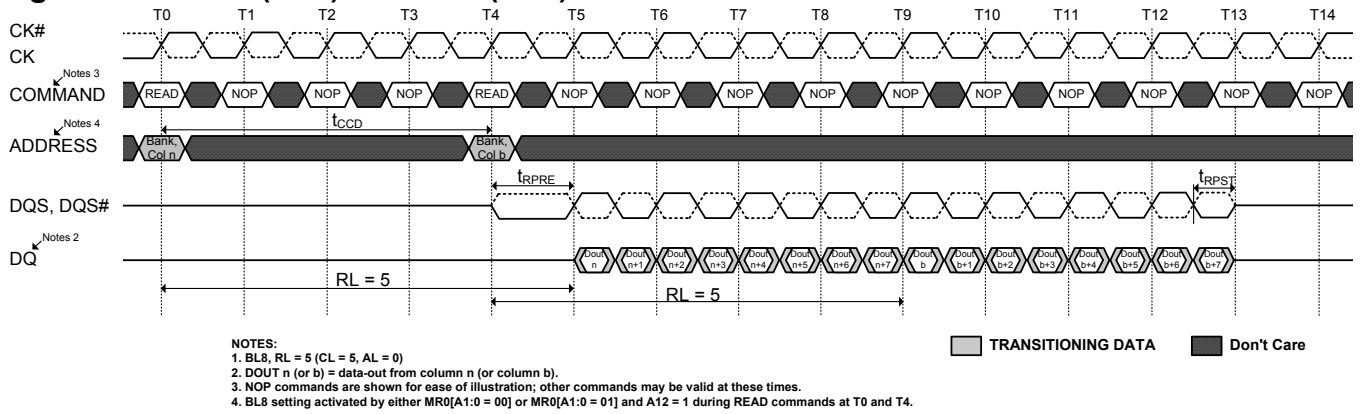 T0 T1 T2 T3 T4 T5 T6 T7 T8 T9 T10 T11 T12 T13 T14
CK#
CK
Notes 3
COMMAND READ NOP NOP NOP READ NOP NOP NOP NOP NOP NOP NOP NOP NOP NOP
Notes 4
tCCD
ADDRESS
Bank,
Col n
Bank,
Col b
tRPRE
tRPST
DQS, DQS#
Notes 2
DQ
Dout
n
Dout
n+1
Dout
n+2
Dout
n+3
Dout
n+4
Dout
n+5
Dout
n+6
Dout
n+7
Dout
b
Dout
b+1
Dout
b+2
Dout
b+3
Dout
b+4
Dout
b+5
Dout
b+6
Dout
b+7
RL = 5
RL = 5
NOTES:
1. BL8, RL = 5 (CL = 5, AL = 0)
2. DOUT n (or b) = data-out from column n (or column b).
3. NOP commands are shown for ease of illustration; other commands may be valid at these times.
4. BL8 setting activated by either MR0[A1:0 = 00] or MR0[A1:0 = 01] and A12 = 1 during READ commands at T0 and T4.
TRANSITIONING DATA
Don't Care